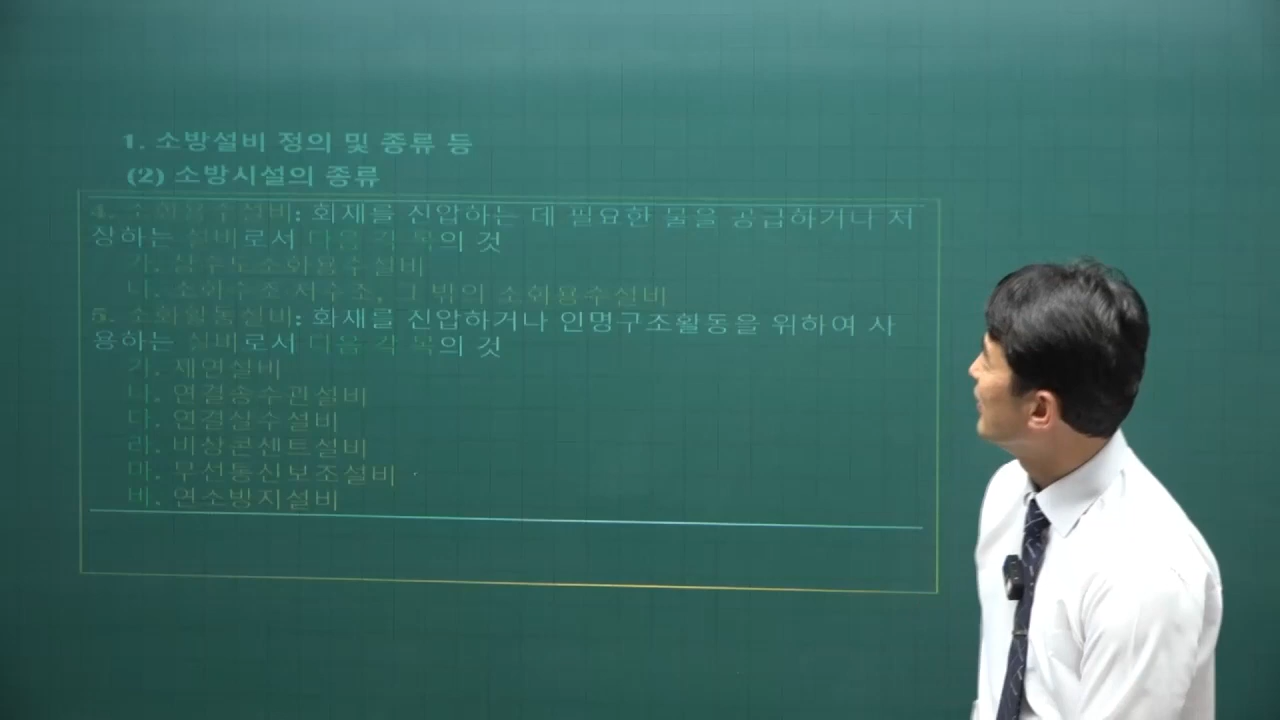 1. 소방설비 정의 및 종류 등
(2) 소방시설의 종류
4. 소화용수설비: 화재를 진압하는 데 필요한 물을 공급하거나 저
장하는 설비로서 다음 각 목의 것
가. 상수도소화용수설비
나. 소화수조·저수조, 그 밖의 소화용수설비
5. 소화활동설비: 화재를 진압하거나 인명구조활동을 위하여 사
용하는 설비로서 다음 각 목의 것
가. 제연설비
나. 연결송수관설비
다. 연결살수설비
라. 비상콘센트설비
마. 무선통신보조설비
바. 연소방지설비